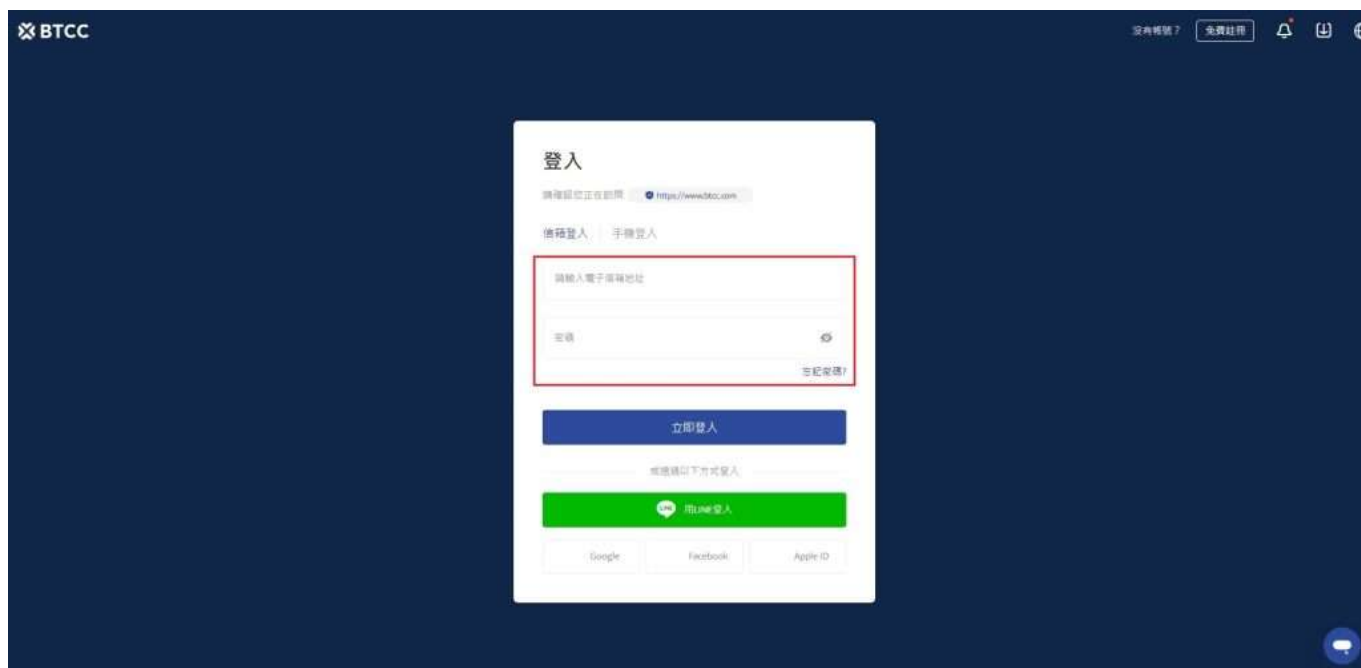 BTCC
沒有帳號？ 免費註冊
登入
請確認您正在訪問 https://www.btcc.com
信箱登入 手機登入
請輸入電子信箱地址
密碼
忘記密碼?
立即登入
或透過以下方式登入
LINE 用LINE登入
Google Facebook Apple ID